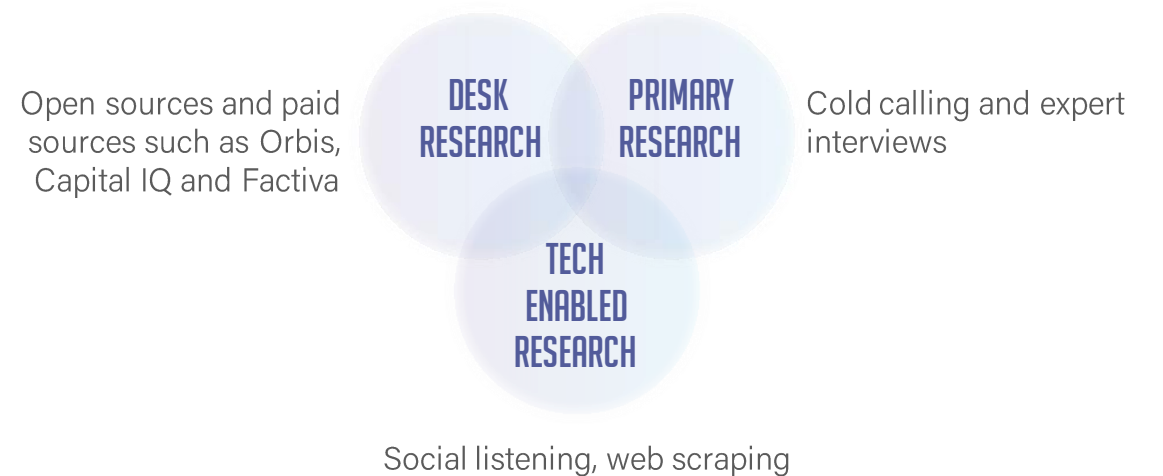 Open sources and paid
sources such as Orbis,
Capital IQ and Factiva
DESK
RESEARCH
PRIMARY
RESEARCH
Cold calling and expert
interviews
TECH
ENABLED
RESEARCH
Social listening, web scraping